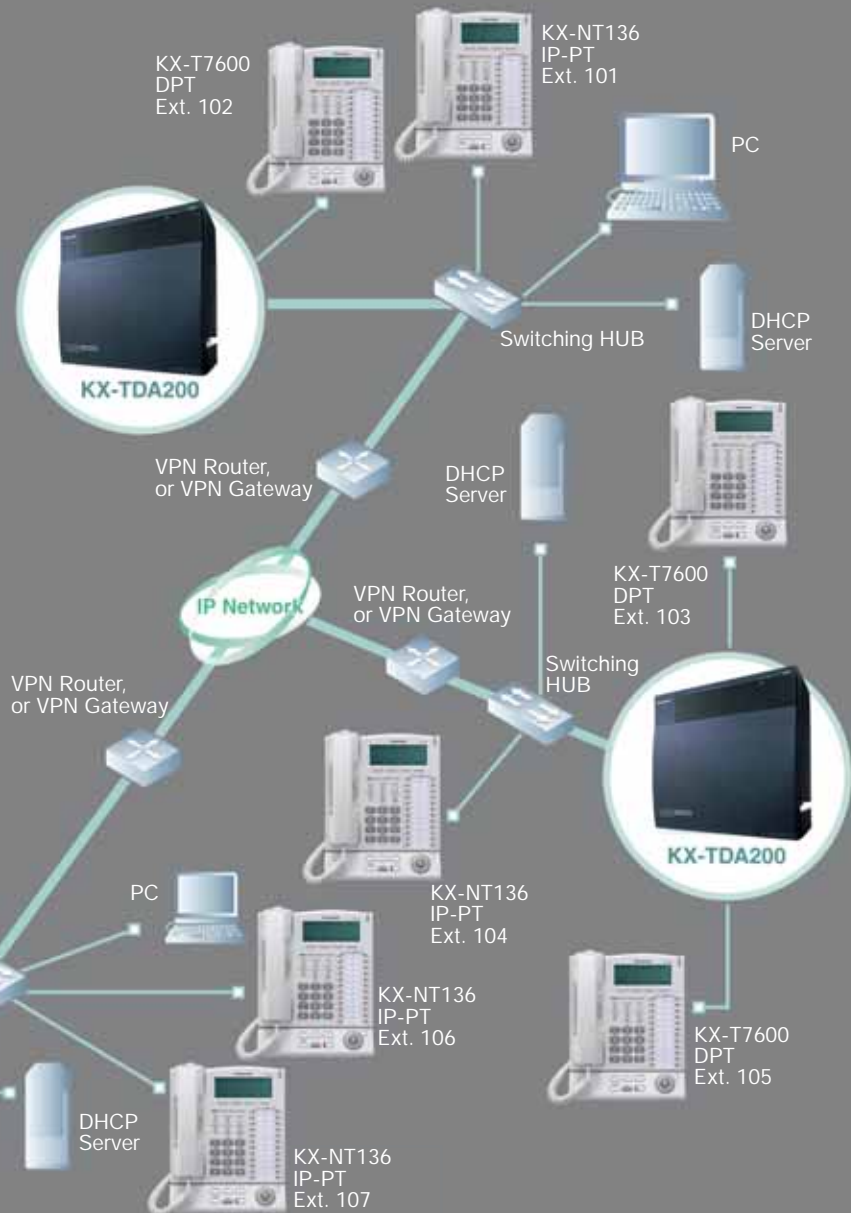 KX-NT136
IP-PT
Ext. 101
KX-T7600
DPT
Ext. 102
PC
KX-TDA200
Switching HUB
DHCP
Server
VPN Router,
or VPN Gateway
DHCP
Server
KX-T7600
DPT
Ext. 103
IP Network
VPN Router,
or VPN Gateway
Switching
HUB
VPN Router,
or VPN Gateway
KX-TDA200
PC
KX-NT136
IP-PT
Ext. 104
KX-NT136
IP-PT
Ext. 106
KX-T7600
DPT
Ext. 105
DHCP
Server
KX-NT136
IP-PT
Ext. 107